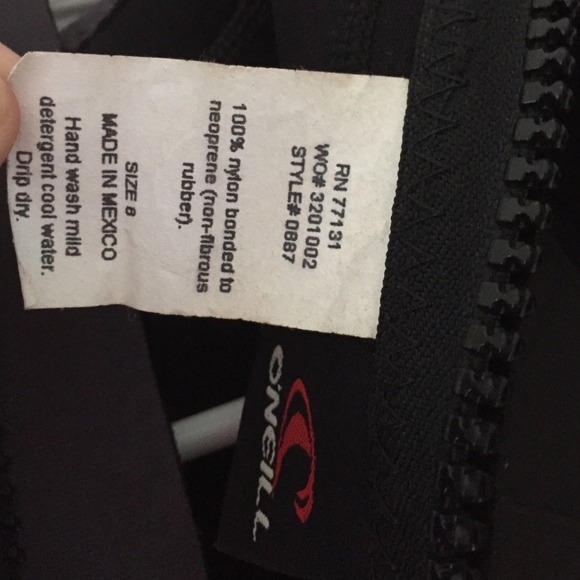 RN 77131
WO# 3201002
STYLE# 0887
100% nylon bonded to
neoprene (non-fibrous
rubber).
SIZE 8
MADE IN MEXICO
Hand wash mild
detergent cool water.
Drip dry.
O'NEILL